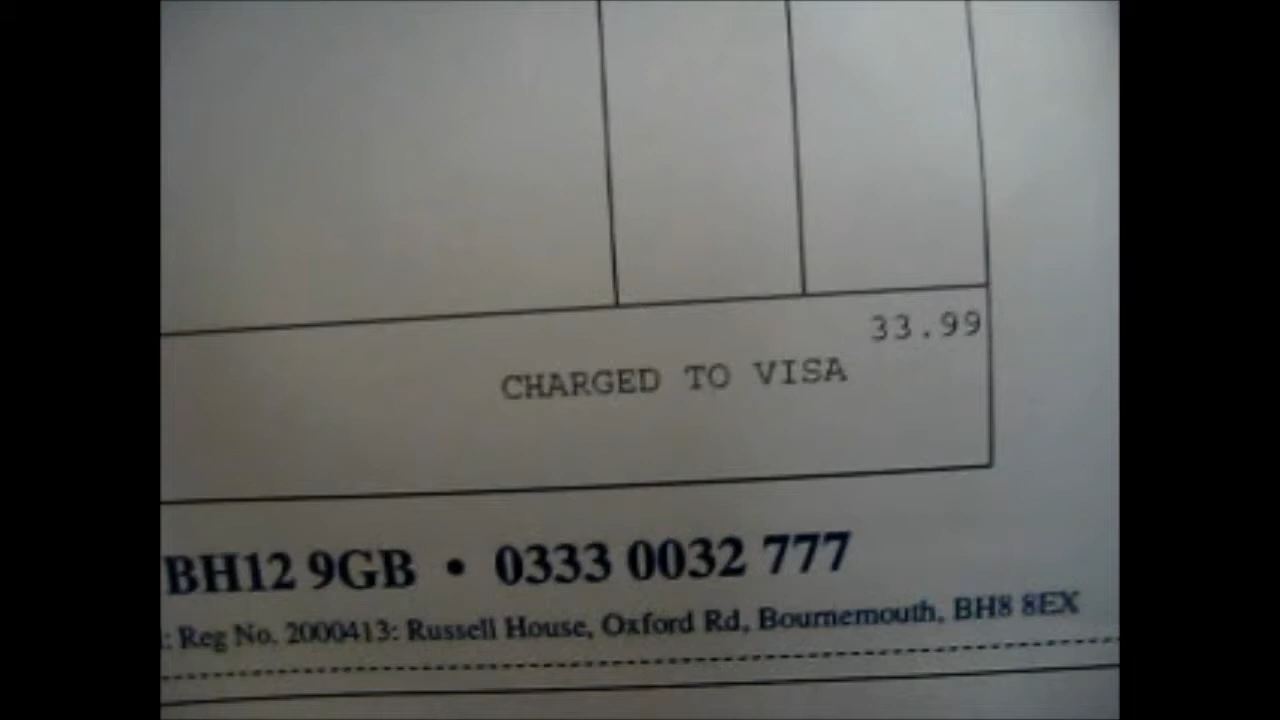 33.99
CHARGED TO VISA
BH12 9GB • 0333 0032 777
: Reg No. 2000413: Russell House, Oxford Rd, Bournemouth, BH8 8EX